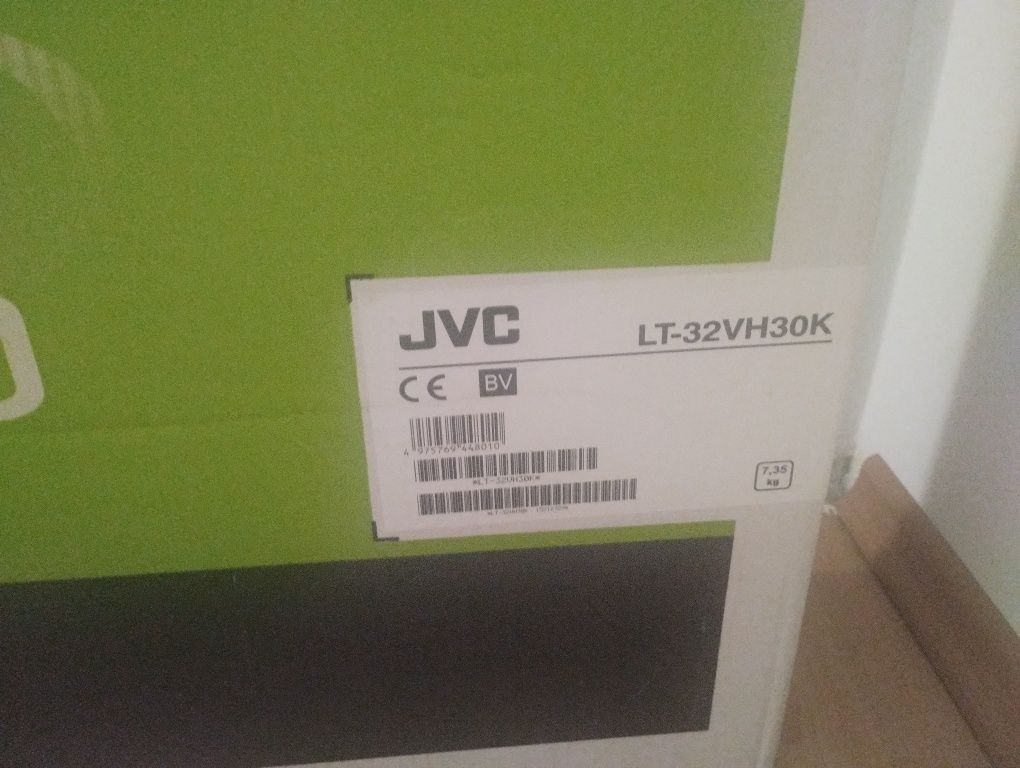 JVC
LT-32VH30K
CE
BV
4 975769 448010
*LT-32VH30K*
7,35
kg